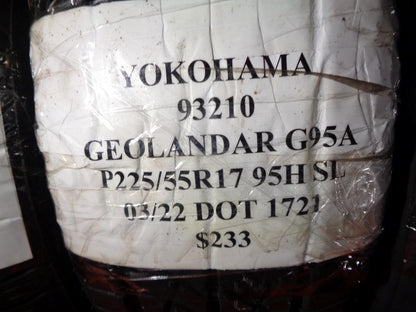 YOKOHAMA
93210
GEOLANDAR G95A
P225/55R17 95H SL
03/22 DOT 1721
$233